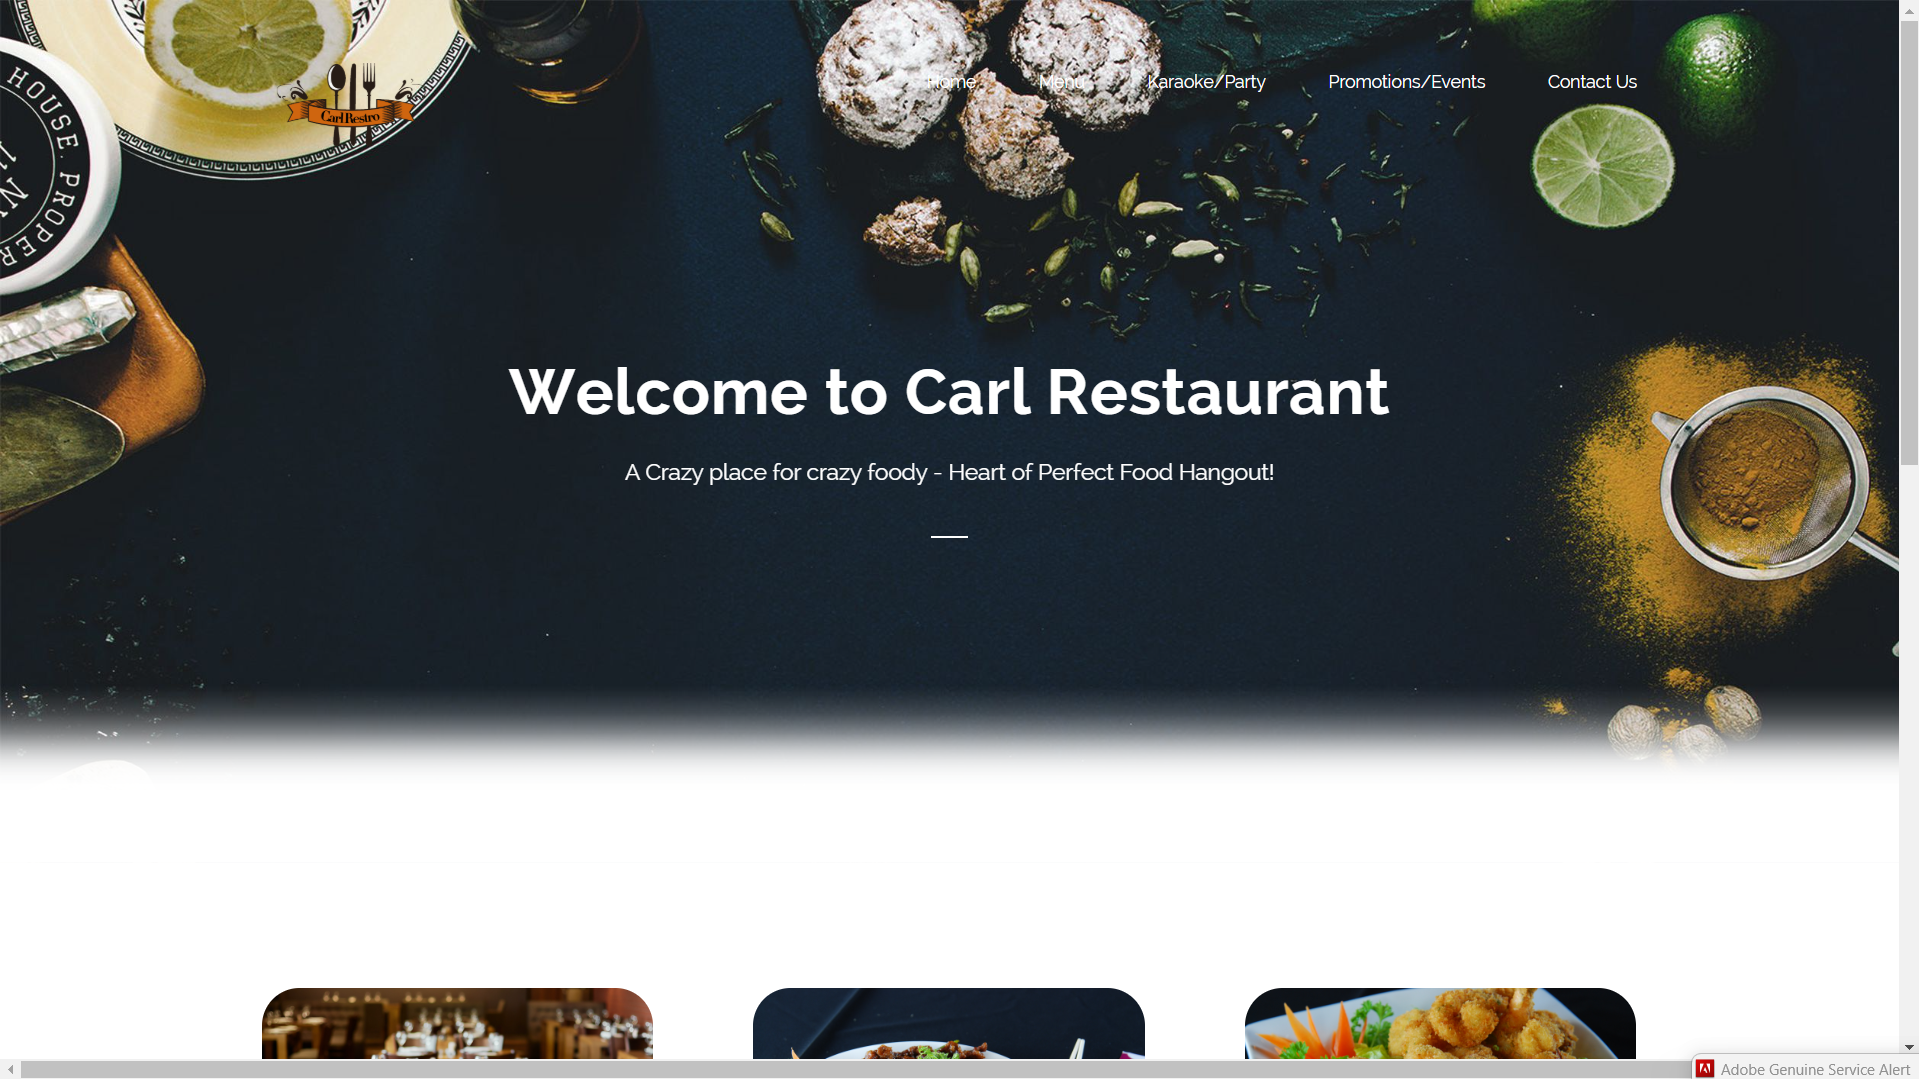 HOUSE. PROPER
Carl Restro
Home Menu Karaoke/Party Promotions/Events Contact Us
Welcome to Carl Restaurant
A Crazy place for crazy foody - Heart of Perfect Food Hangout!
Adobe Genuine Service Alert